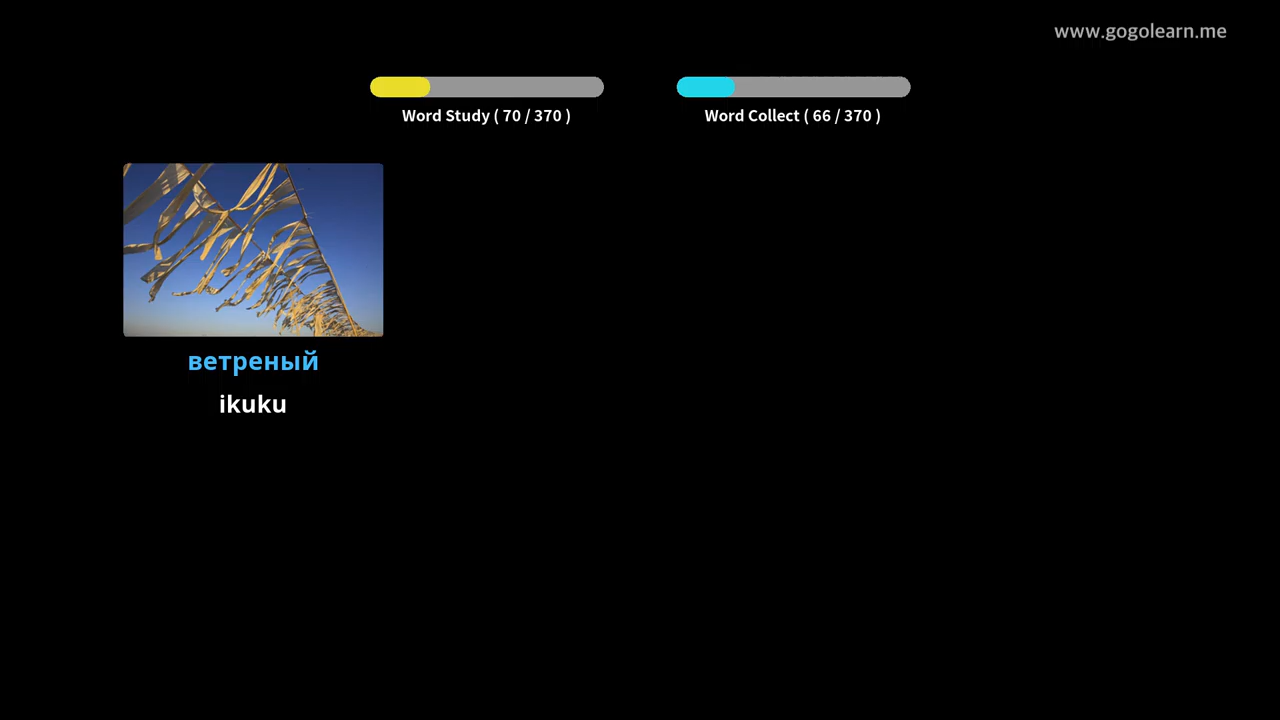 www.gogolearn.me
Word Study ( 70 / 370 )
Word Collect ( 66 / 370 )
ветреный
ikuku